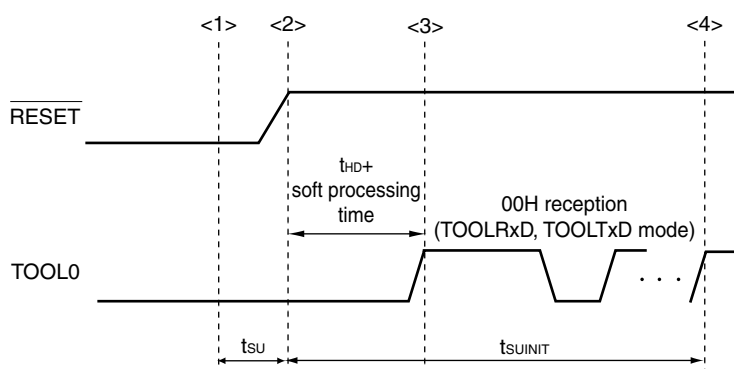 <1> <2> <3> <4>
RESET
tHD+
soft processing
time
00H reception
(TOOLRxD, TOOLTxD mode)
TOOL0
. . .
tSU
tSUINIT